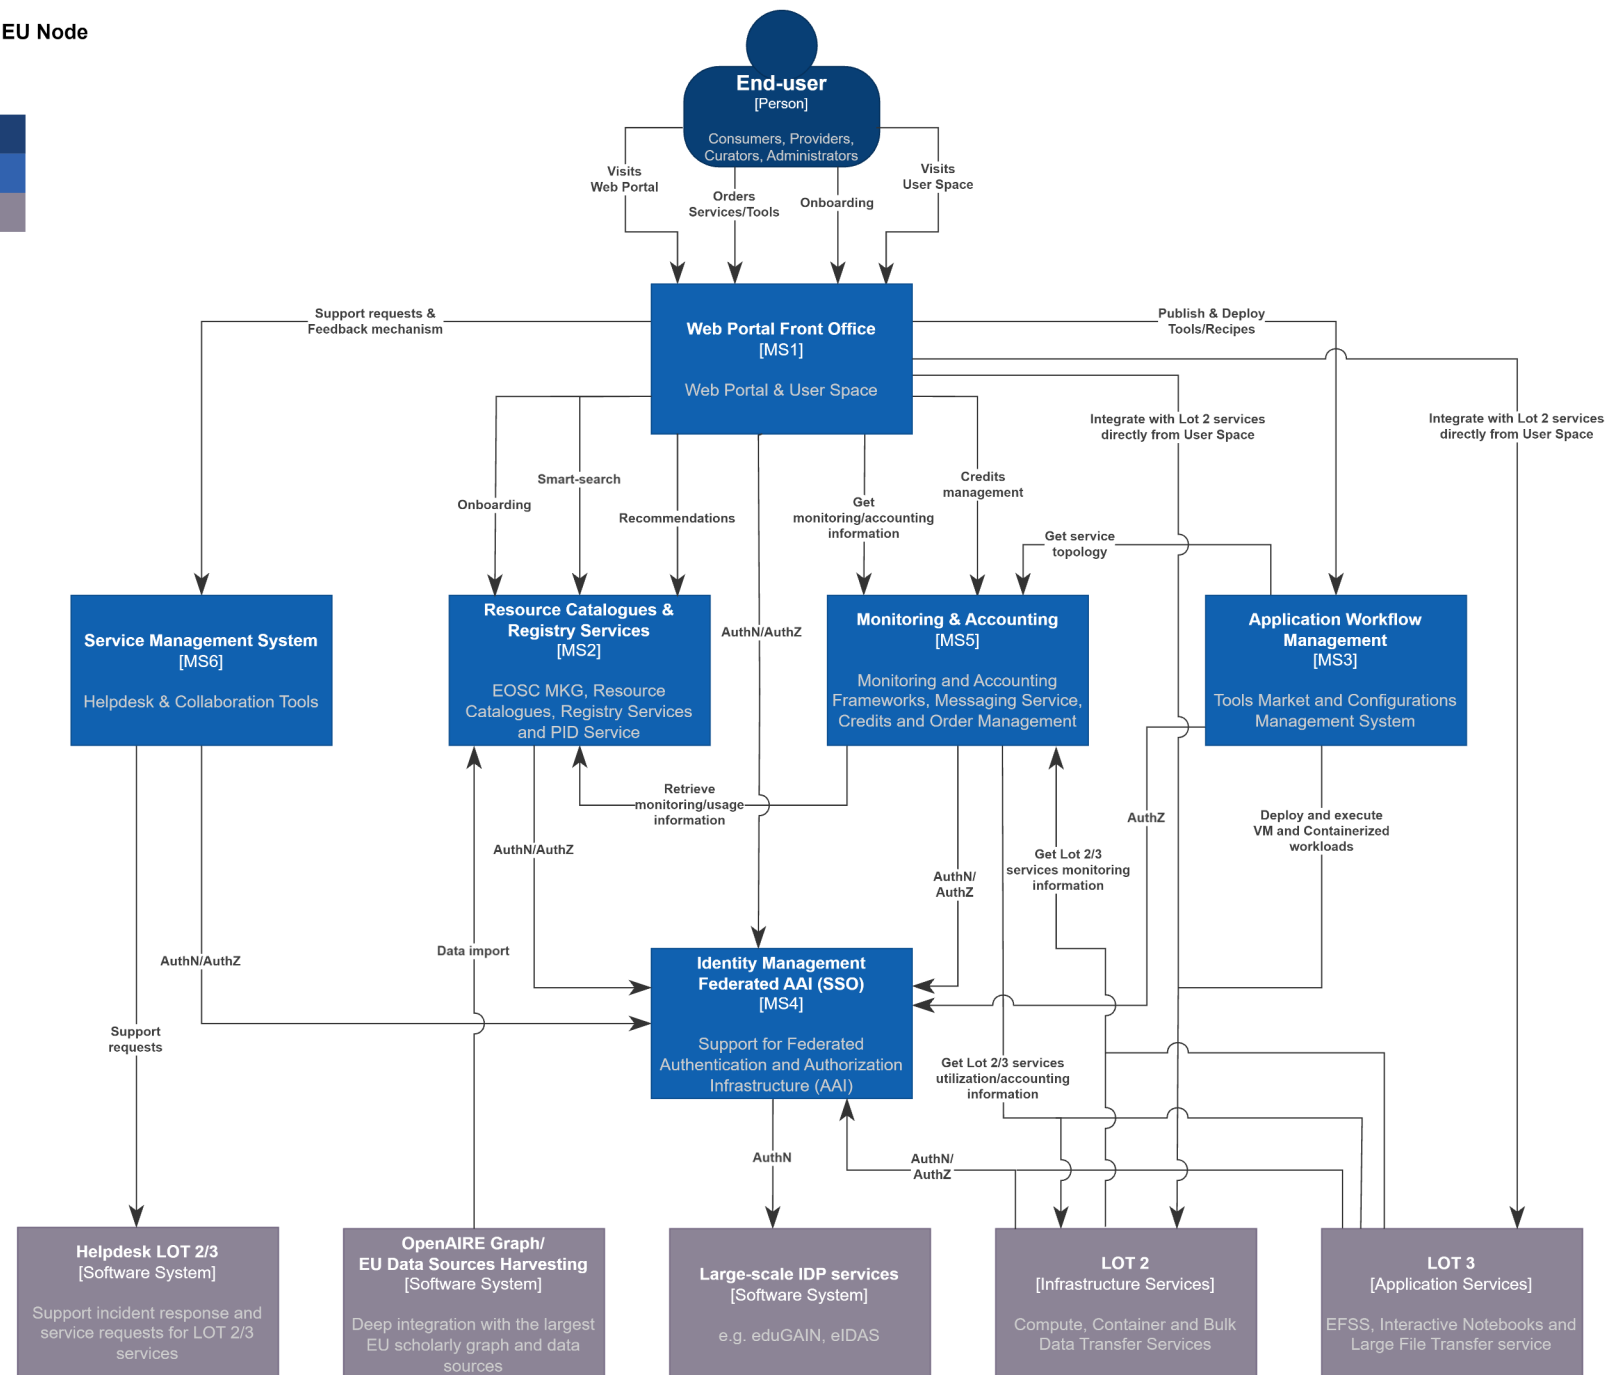 EU Node
End-user
[Person]
Consumers, Providers,
Curators, Administrators
Visits
Web Portal
Orders
Services/Tools
Onboarding
Visits
User Space
Web Portal Front Office
[MS1]
Web Portal & User Space
Support requests &
Feedback mechanism
Publish & Deploy
Tools/Recipes
Integrate with Lot 2 services
directly from User Space
Integrate with Lot 2 services
directly from User Space
Onboarding
Smart-search
Recommendations
Get
monitoring/accounting
information
Credits
management
Get service
topology
AuthN/AuthZ
Service Management System
[MS6]
Helpdesk & Collaboration Tools
Resource Catalogues &
Registry Services
[MS2]
EOSC MKG, Resource
Catalogues, Registry Services
and PID Service
Monitoring & Accounting
[MS5]
Monitoring and Accounting
Frameworks, Messaging Service,
Credits and Order Management
Application Workflow
Management
[MS3]
Tools Market and Configurations
Management System
Retrieve
monitoring/usage
information
AuthN/AuthZ
AuthN/
AuthZ
Get Lot 2/3
services monitoring
information
AuthZ
Deploy and execute
VM and Containerized
workloads
Data import
AuthN/AuthZ
Support
requests
Identity Management
Federated AAI (SSO)
[MS4]
Support for Federated
Authentication and Authorization
Infrastructure (AAI)
Get Lot 2/3 services
utilization/accounting
information
AuthN
AuthN/
AuthZ
Helpdesk LOT 2/3
[Software System]
Support incident response and
service requests for LOT 2/3
services
OpenAIRE Graph/
EU Data Sources Harvesting
[Software System]
Deep integration with the largest
EU scholarly graph and data
sources
Large-scale IDP services
[Software System]
e.g. eduGAIN, eIDAS
LOT 2
[Infrastructure Services]
Compute, Container and Bulk
Data Transfer Services
LOT 3
[Application Services]
EFSS, Interactive Notebooks and
Large File Transfer service